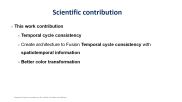 Scientific contribution
- This work contribution
- Temporal cycle consistency
- Create architecture to Fusion Temporal cycle consistency with
spatiotemporal information
- Better color transformation